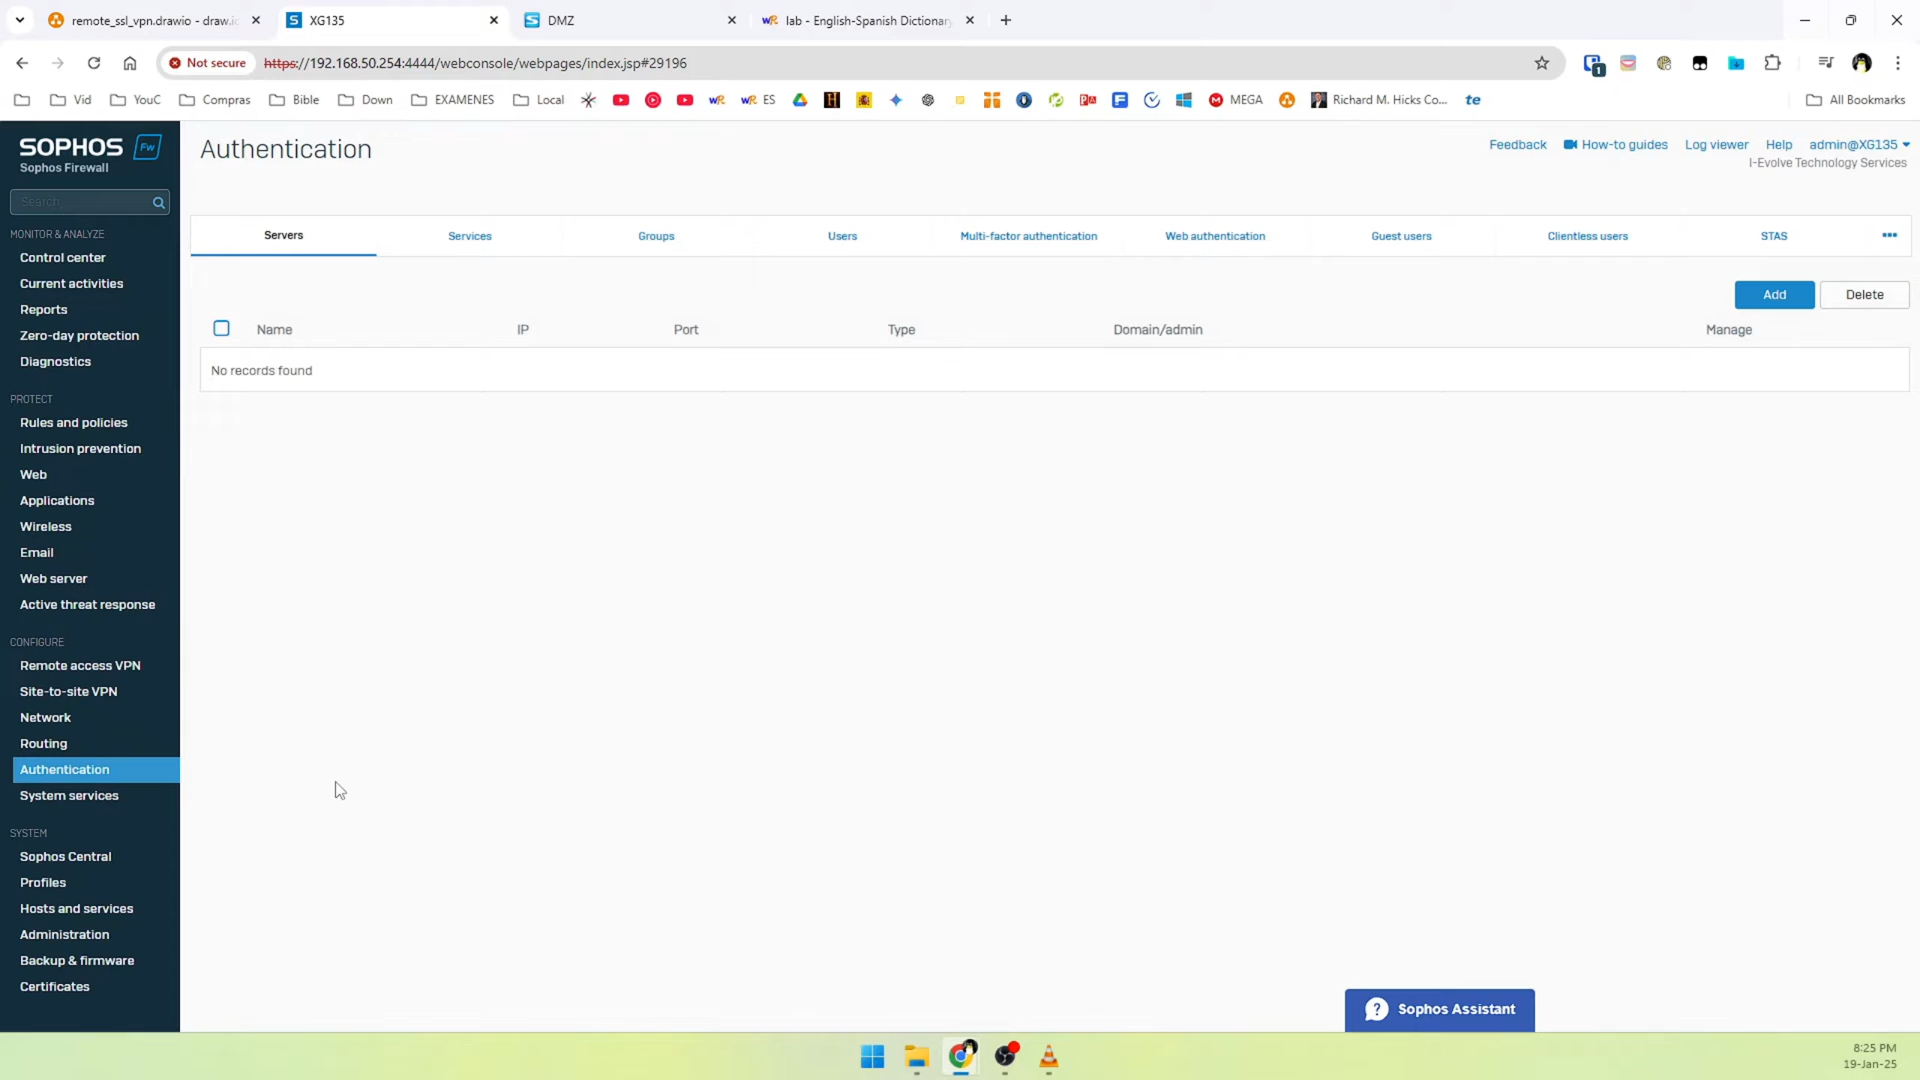 remote_ssl_vpn.drawio - draw.io
XG135
DMZ
lab - English-Spanish Dictionary
Not secure
https://192.168.50.254:4444/webconsole/webpages/index.jsp#29196
1
Vid
YouC
Compras
Bible
Down
EXAMENES
Local
ES
MEGA
Richard M. Hicks Co...
te
All Bookmarks
SOPHOS Fw
Sophos Firewall
Search
MONITOR & ANALYZE
Control center
Current activities
Reports
Zero-day protection
Diagnostics
PROTECT
Rules and policies
Intrusion prevention
Web
Applications
Wireless
Email
Web server
Active threat response
CONFIGURE
Remote access VPN
Site-to-site VPN
Network
Routing
Authentication
System services
SYSTEM
Sophos Central
Profiles
Hosts and services
Administration
Backup & firmware
Certificates
Authentication
Feedback How-to guides Log viewer Help admin@XG135
I-Evolve Technology Services
Servers Services Groups Users Multi-factor authentication Web authentication Guest users Clientless users STAS
Add Delete
Name IP Port Type Domain/admin Manage
No records found
? Sophos Assistant
8:25 PM
19-Jan-25